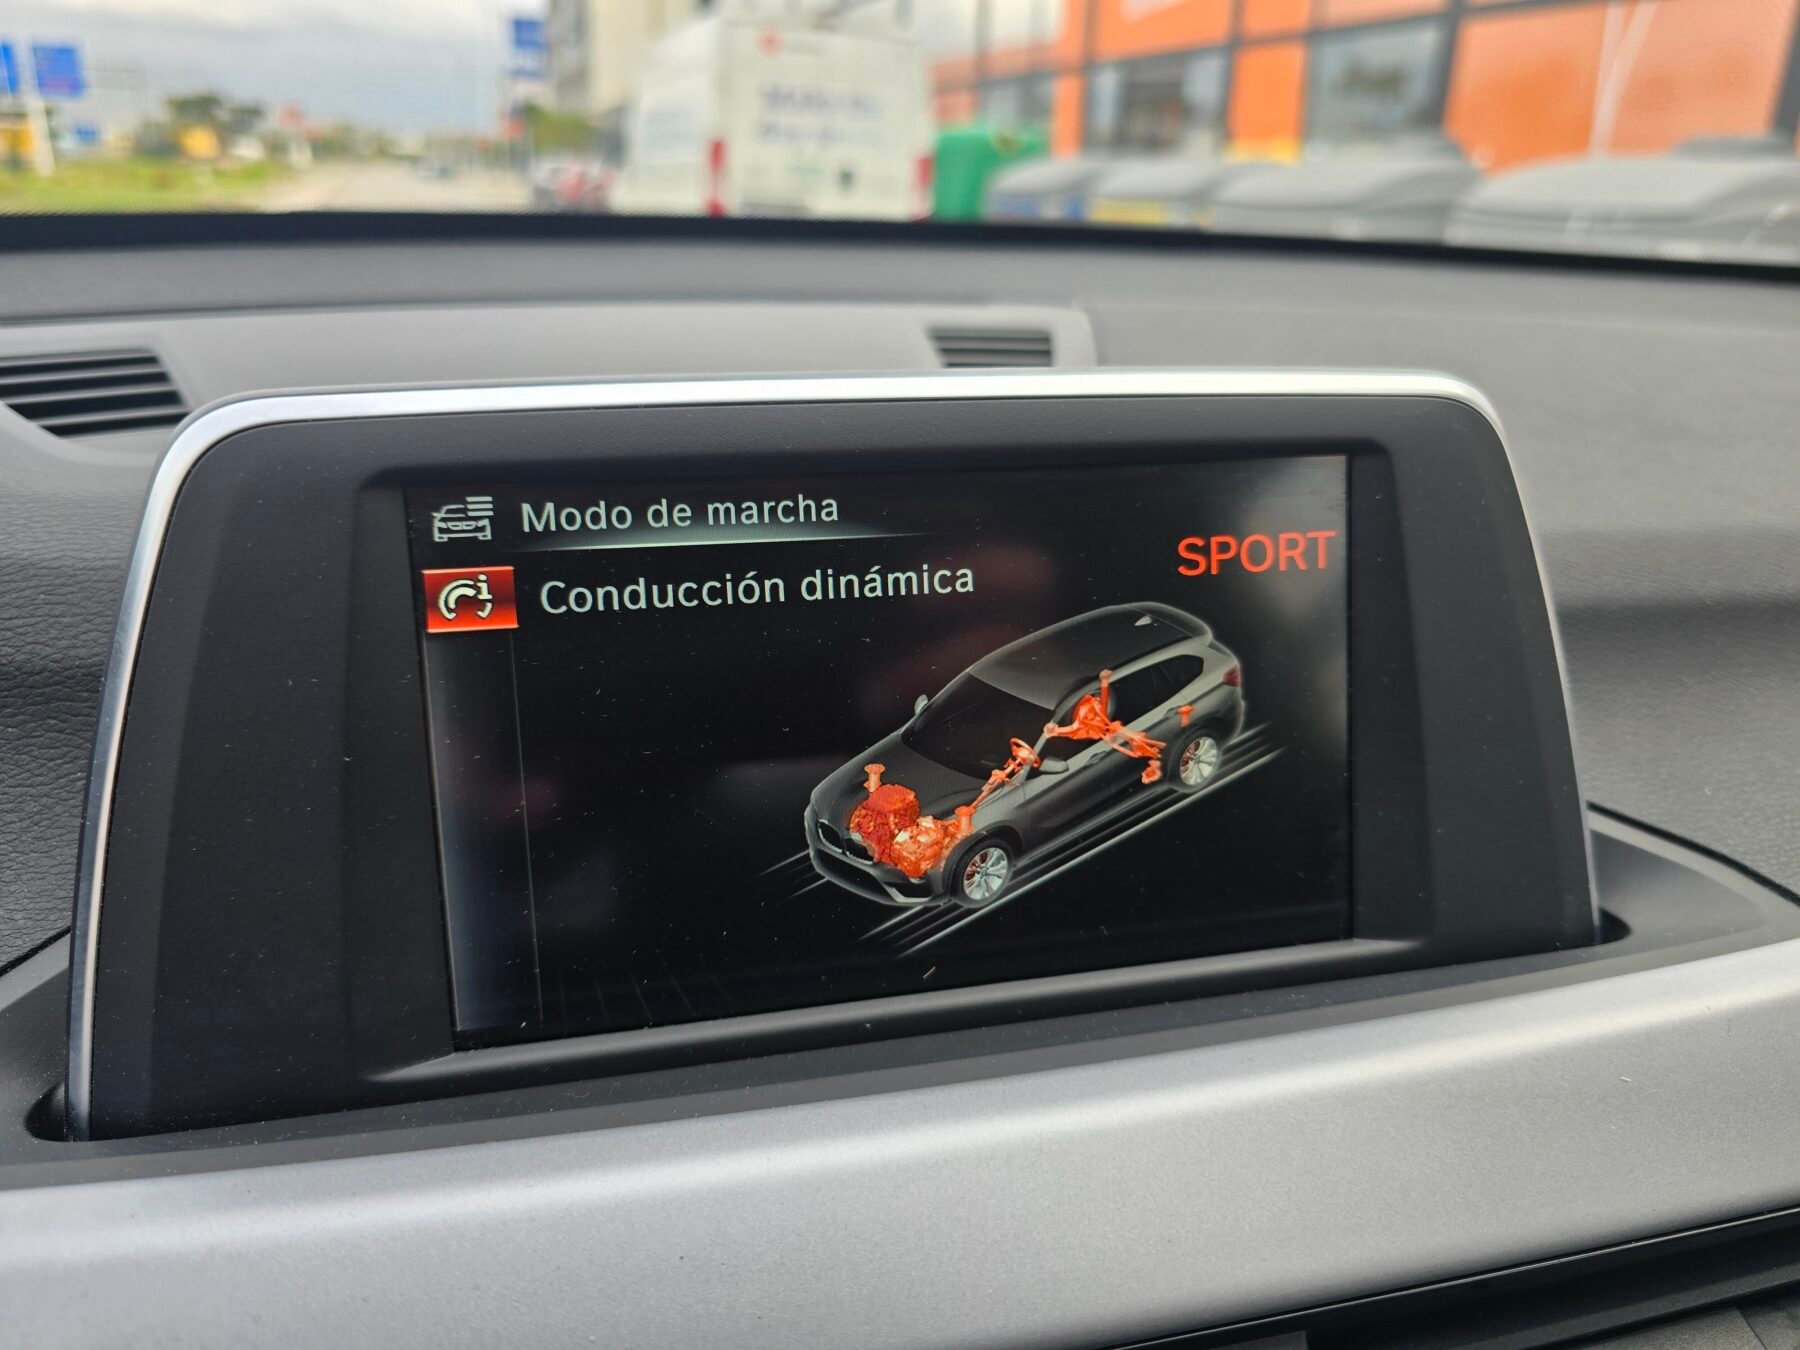 Modo de marcha
SPORT
Conducción dinámica